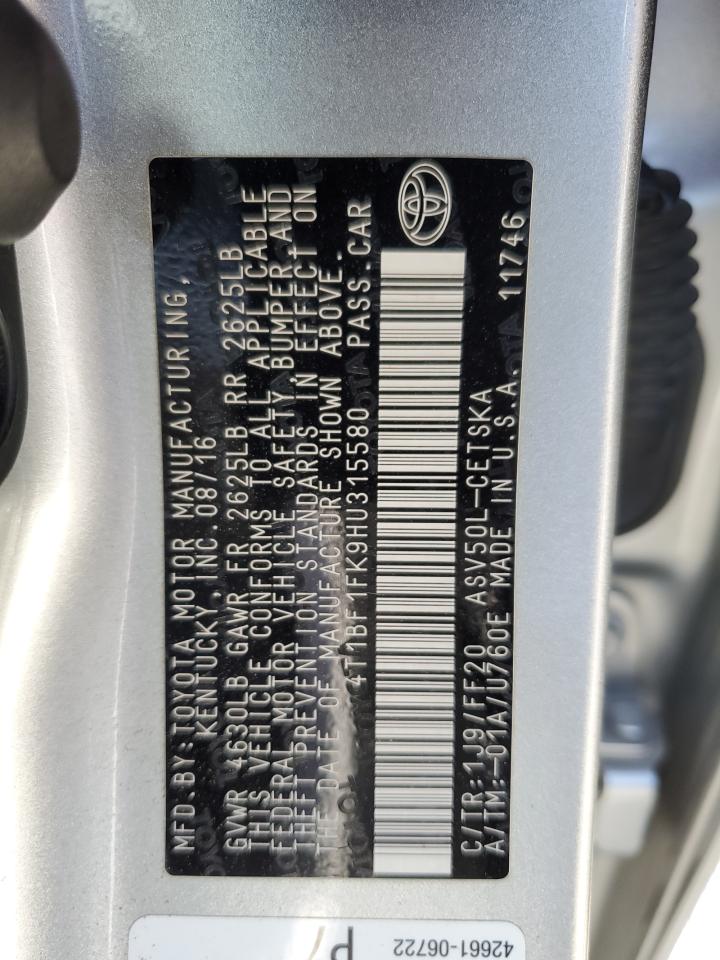 MFD.BY:TOYOTA MOTOR MANUFACTURING,
KENTUCKY, INC. 08/16
GVWR 4630LB GAWR FR 2625LB RR 2625LB
THIS VEHICLE CONFORMS TO ALL APPLICABLE
FEDERAL MOTOR VEHICLE SAFETY,BUMPER,AND
THEFT PREVENTION STANDARDS IN EFFECT ON
THE DATE OF MANUFACTURE SHOWN ABOVE.
4T1BF1FK9HU315580 PASS.CAR
C/TR:1J9/FE20 ASV50L-CETSKA
A/TM:-01A/U760E MADE IN U.S.A. 11746
42661-06722